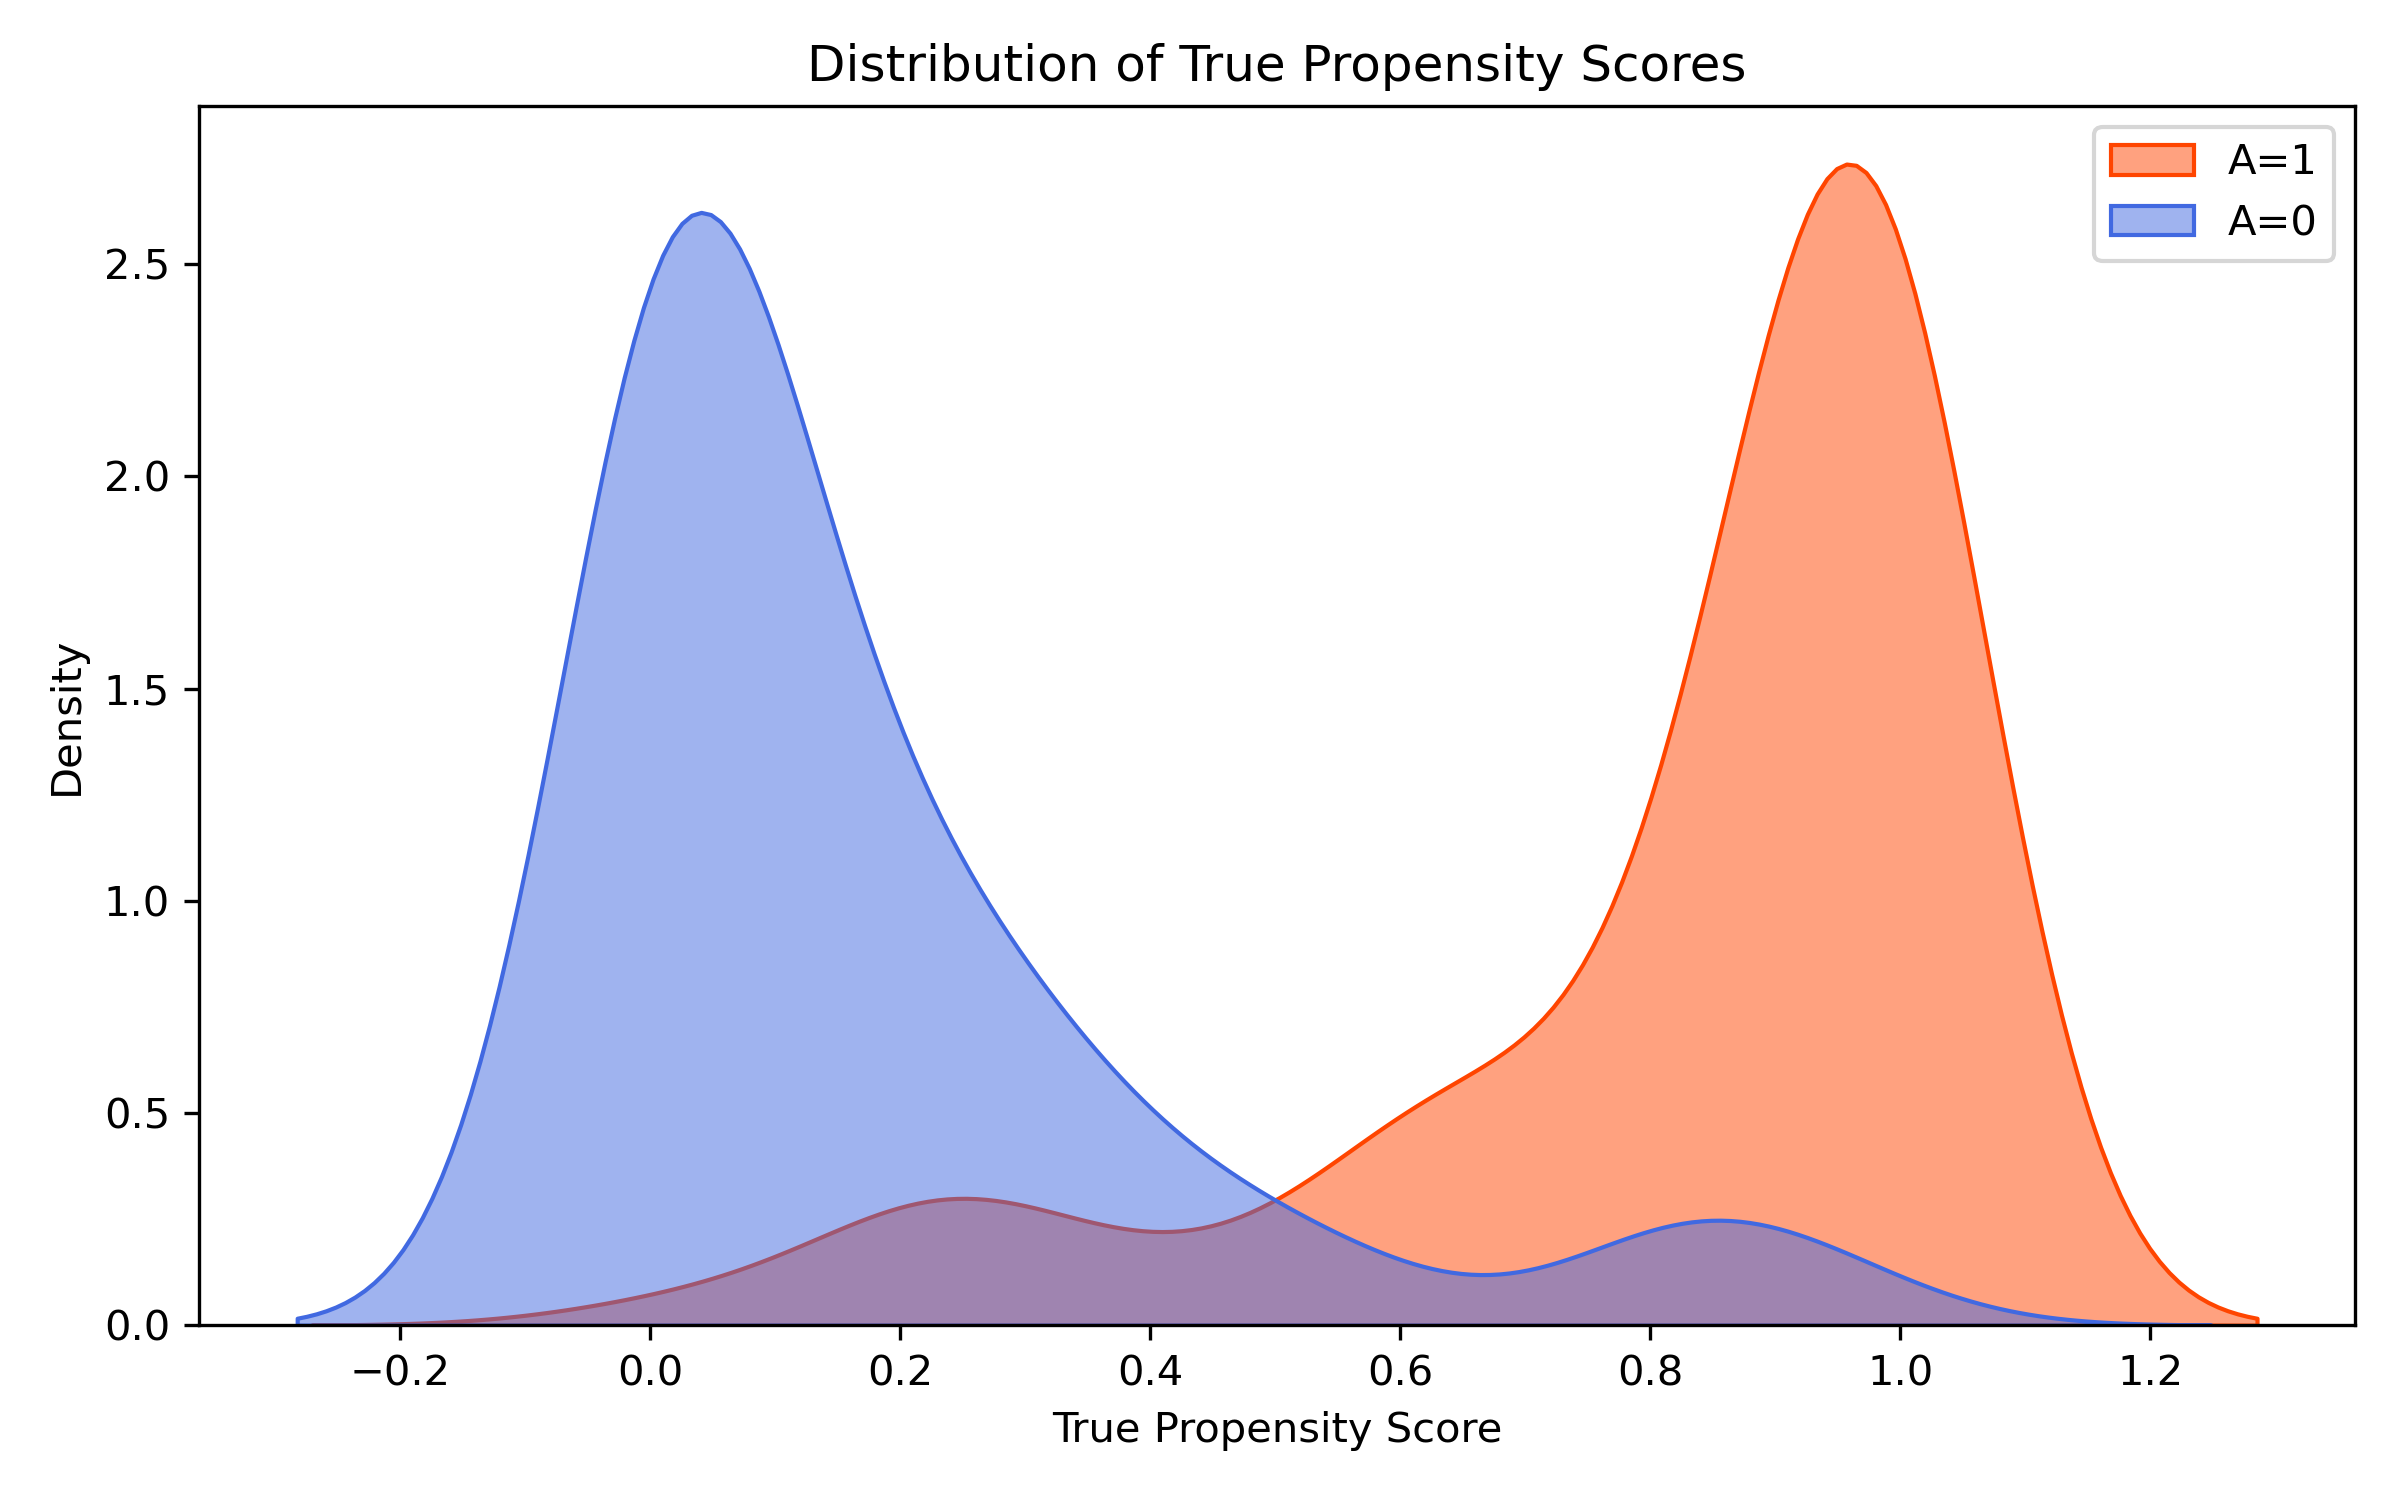 Distribution of True Propensity Scores
A=1
A=0
Density
2.5
2.0
1.5
1.0
0.5
0.0
−0.2 0.0 0.2 0.4 0.6 0.8 1.0 1.2
True Propensity Score